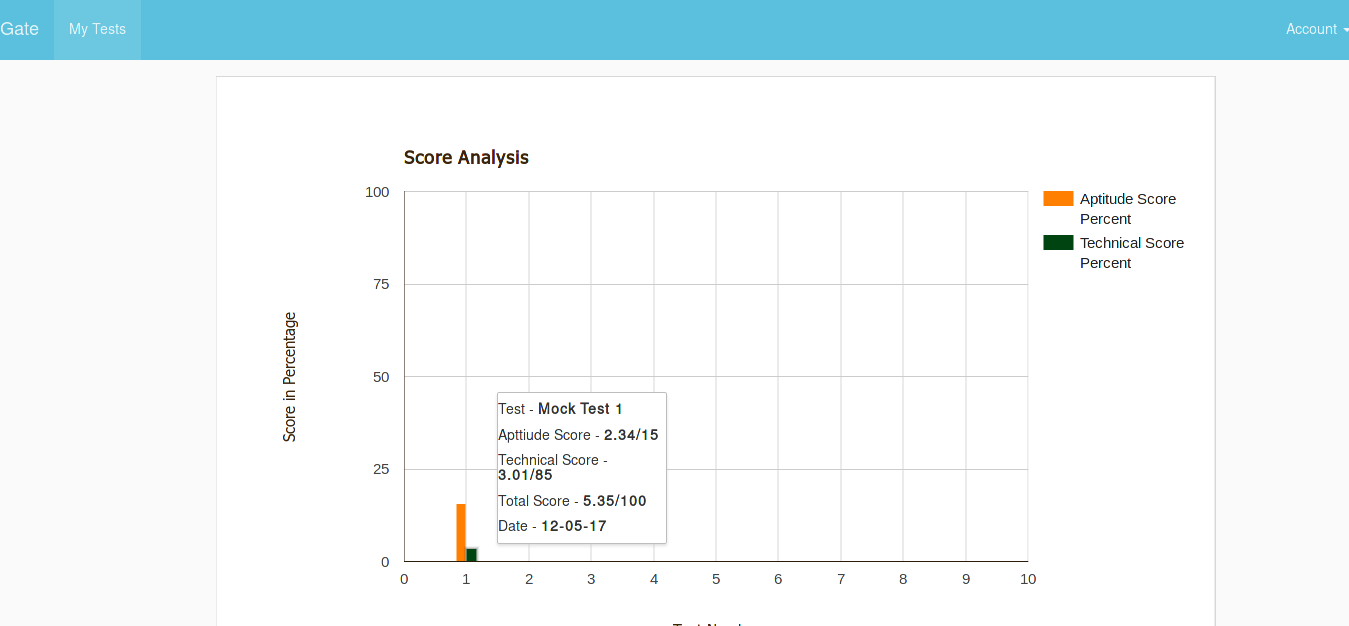 Gate My Tests Account
Score Analysis
100
75
50
25
0
Score in Percentage
0 1 2 3 4 5 6 7 8 9 10
Aptitude Score
Percent
Technical Score
Percent
Test - Mock Test 1
Apttiude Score - 2.34/15
Technical Score -
3.01/85
Total Score - 5.35/100
Date - 12-05-17